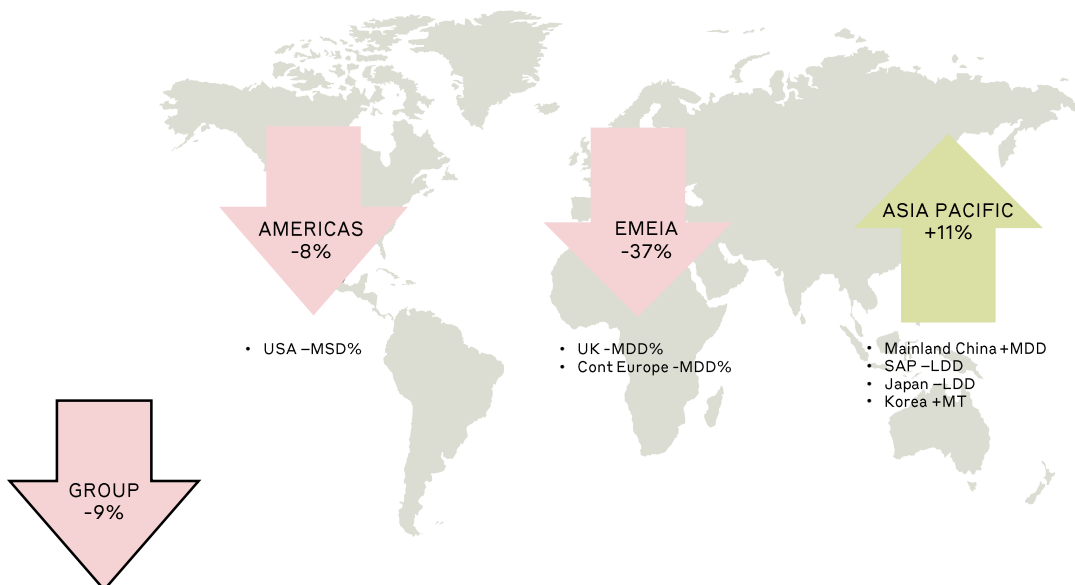 AMERICAS
-8%
• USA –MSD%
EMEIA
-37%
• UK -MDD%
• Cont Europe -MDD%
ASIA PACIFIC
+11%
• Mainland China +MDD
• SAP –LDD
• Japan –LDD
• Korea +MT
GROUP
-9%